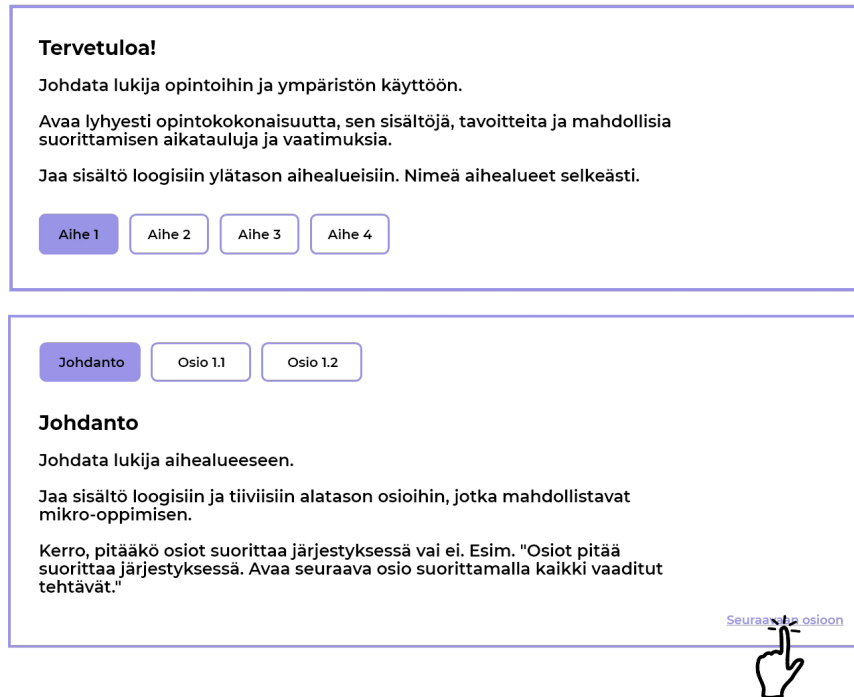 Tervetuloa!
Johdata lukija opintoihin ja ympäristön käyttöön.
Avaa lyhyesti opintokokonaisuutta, sen sisältöjä, tavoitteita ja mahdollisia
suorittamisen aikatauluja ja vaatimuksia.
Jaa sisältö loogisiin ylätason aihealueisiin. Nimeä aihealueet selkeästi.
Aihe 1 Aihe 2 Aihe 3 Aihe 4
Johdanto Osio 1.1 Osio 1.2
Johdanto
Johdata lukija aihealueeseen.
Jaa sisältö loogisiin ja tiiviisiin alatason osioihin, jotka mahdollistavat
mikro-oppimisen.
Kerro, pitääkö osiot suorittaa järjestyksessä vai ei. Esim. "Osiot pitää
suorittaa järjestyksessä. Avaa seuraava osio suorittamalla kaikki vaaditut
tehtävät."
Seuraavaan osioon